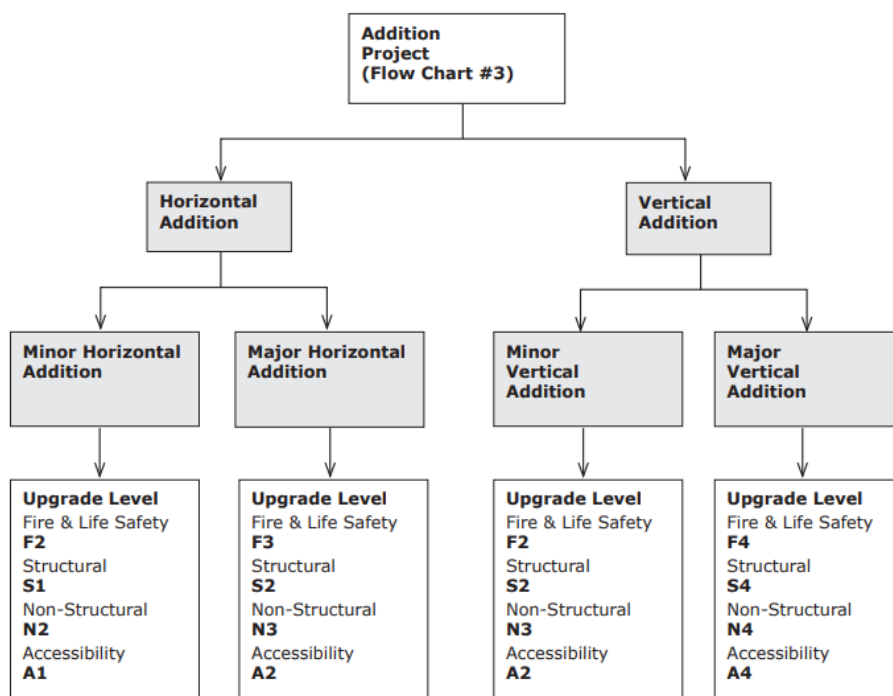 Addition
Project
(Flow Chart #3)
Horizontal
Addition
Vertical
Addition
Minor Horizontal
Addition
Major Horizontal
Addition
Minor
Vertical
Addition
Major
Vertical
Addition
Upgrade Level
Fire & Life Safety
F2
Structural
S1
Non-Structural
N2
Accessibility
A1
Upgrade Level
Fire & Life Safety
F3
Structural
S2
Non-Structural
N3
Accessibility
A2
Upgrade Level
Fire & Life Safety
F2
Structural
S2
Non-Structural
N3
Accessibility
A2
Upgrade Level
Fire & Life Safety
F4
Structural
S4
Non-Structural
N4
Accessibility
A4